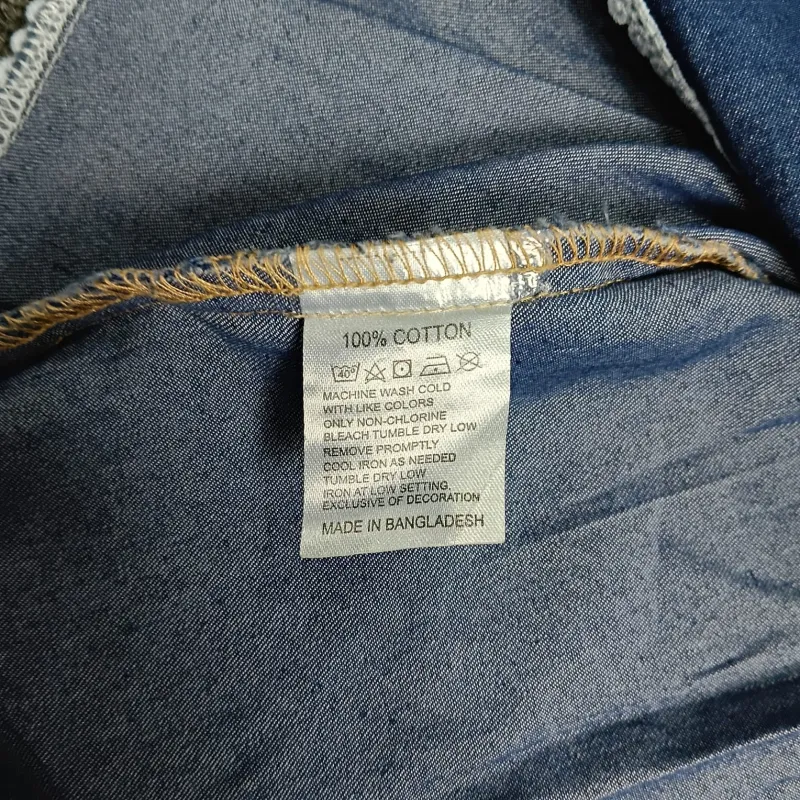 100% COTTON
40°
MACHINE WASH COLD
WITH LIKE COLORS
ONLY NON-CHLORINE
BLEACH TUMBLE DRY LOW
REMOVE PROMPTLY
COOL IRON AS NEEDED
TUMBLE DRY LOW
IRON AT LOW SETTING,
EXCLUSIVE OF DECORATION
MADE IN BANGLADESH